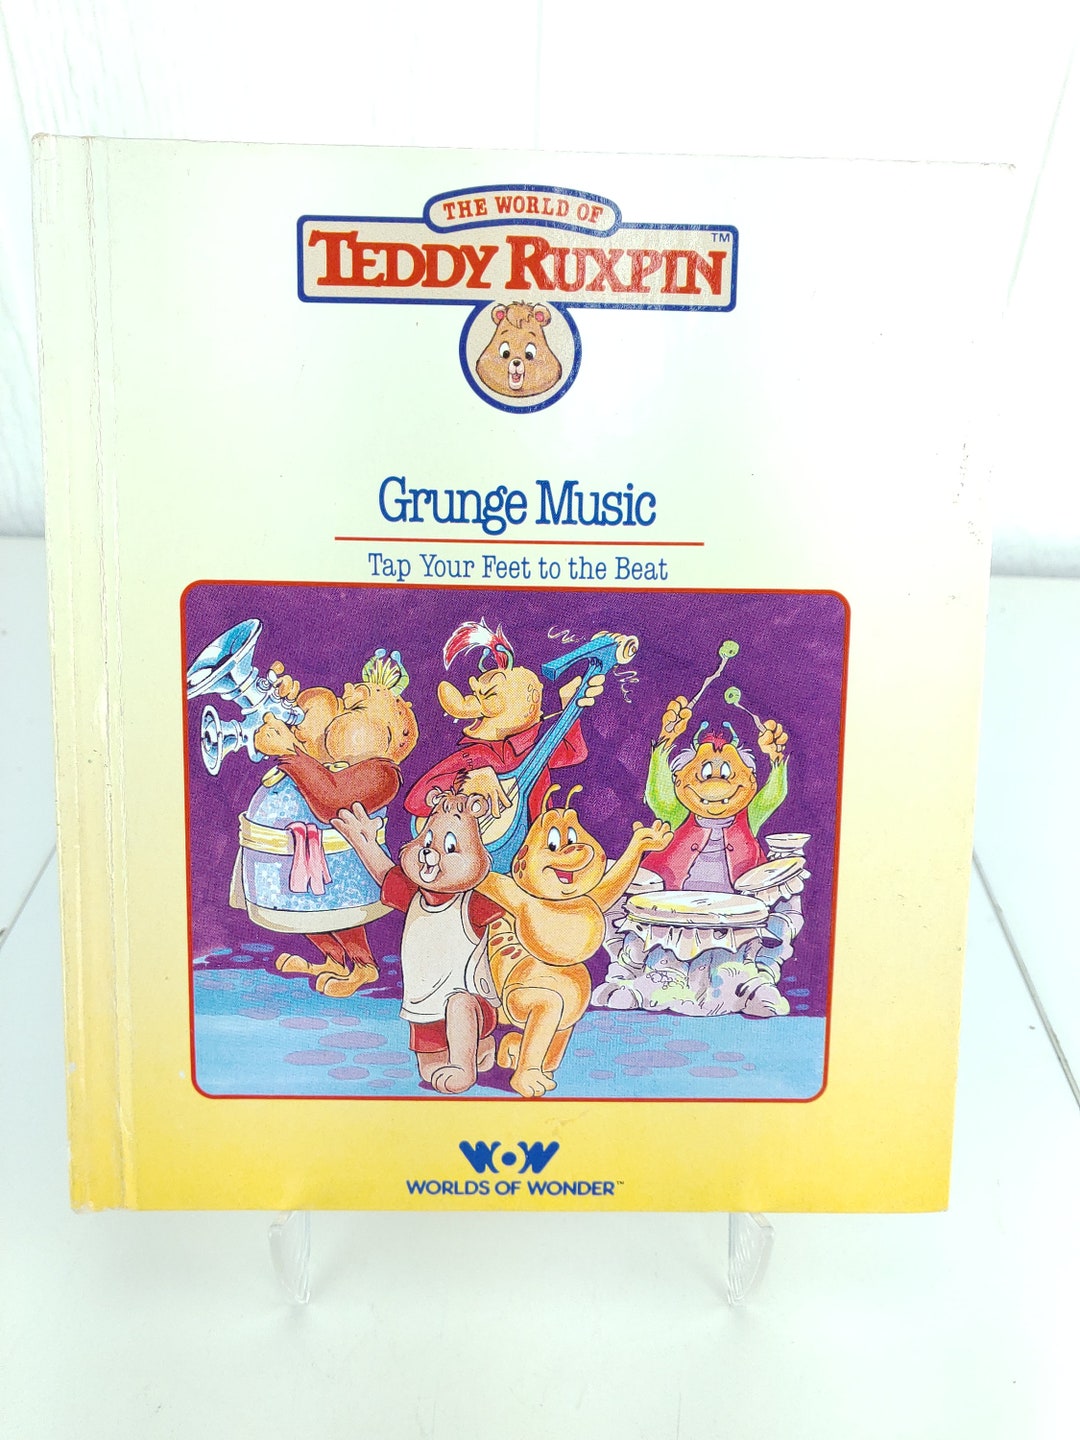 THE WORLD OF
TEDDY RUXPIN™
Grunge Music
Tap Your Feet to the Beat
WOW
WORLDS OF WONDER™